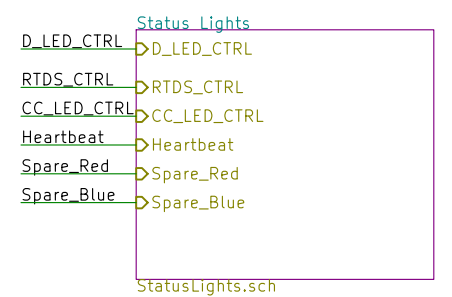 Status Lights
D_LED_CTRL D_LED_CTRL
RTDS_CTRL RTDS_CTRL
CC_LED_CTRL CC_LED_CTRL
Heartbeat Heartbeat
Spare_Red Spare_Red
Spare_Blue Spare_Blue
StatusLights.sch